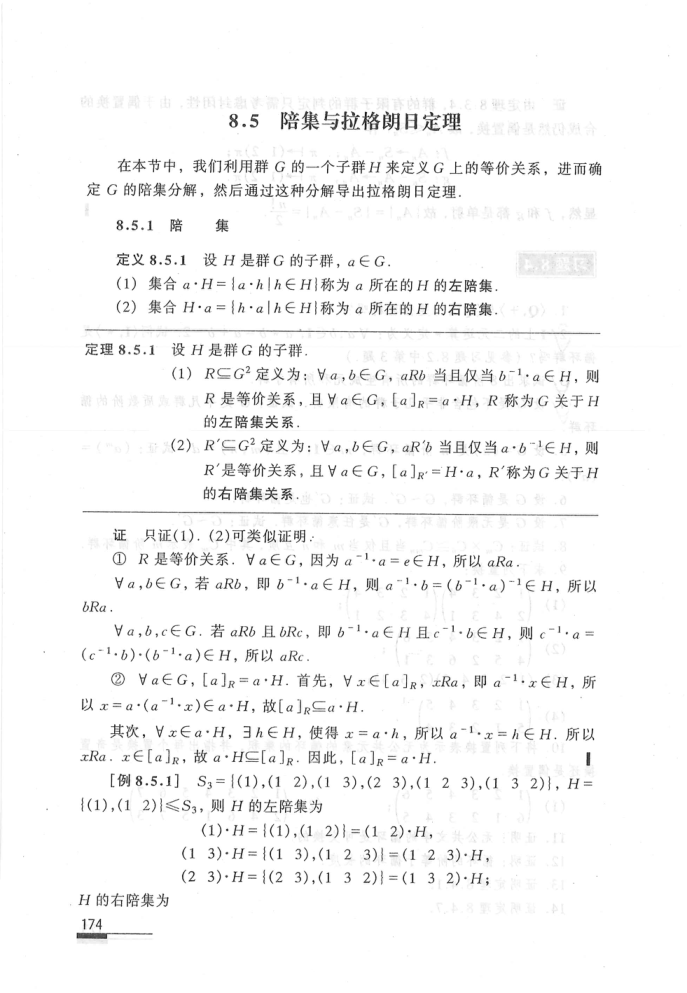 8.5 陪集与拉格朗日定理
在本节中，我们利用群 G 的一个子群 H 来定义 G 上的等价关系，进而确
定 G 的陪集分解，然后通过这种分解导出拉格朗日定理.
8.5.1 陪 集
定义 8.5.1 设 H 是群 G 的子群，a∈G.
(1) 集合 a·H={a·h|h∈H}称为 a 所在的 H 的左陪集.
(2) 集合 H·a={h·a|h∈H}称为 a 所在的 H 的右陪集.
定理 8.5.1 设 H 是群 G 的子群.
(1) R⊆G² 定义为：∀a,b∈G,aRb 当且仅当 b⁻¹·a∈H，则
R 是等价关系，且∀a∈G，[a]R=a·H，R 称为 G 关于 H
的左陪集关系.
(2) R′⊆G² 定义为：∀a,b∈G，aR′b 当且仅当 a·b⁻¹∈H，则
R′是等价关系，且∀a∈G，[a]R′=H·a，R′称为 G 关于 H
的右陪集关系.
证 只证(1). (2)可类似证明.
① R 是等价关系. ∀a∈G，因为 a⁻¹·a=e∈H，所以 aRa.
∀a,b∈G，若 aRb，即 b⁻¹·a∈H，则 a⁻¹·b=(b⁻¹·a)⁻¹∈H，所以
bRa.
∀a,b,c∈G. 若 aRb 且 bRc，即 b⁻¹·a∈H 且 c⁻¹·b∈H，则 c⁻¹·a=
(c⁻¹·b)·(b⁻¹·a)∈H，所以 aRc.
② ∀a∈G，[a]R=a·H. 首先，∀x∈[a]R，xRa，即 a⁻¹·x∈H，所
以 x=a·(a⁻¹·x)∈a·H，故[a]R⊆a·H.
其次，∀x∈a·H，∃h∈H，使得 x=a·h，所以 a⁻¹·x=h∈H. 所以
xRa. x∈[a]R，故 a·H⊆[a]R. 因此，[a]R=a·H.
[例 8.5.1] S₃={(1),(1 2),(1 3),(2 3),(1 2 3),(1 3 2)}，H=
{(1),(1 2)}≤S₃，则 H 的左陪集为
(1)·H={(1),(1 2)}=(1 2)·H,
(1 3)·H={(1 3),(1 2 3)}=(1 2 3)·H,
(2 3)·H={(2 3),(1 3 2)}=(1 3 2)·H;
H 的右陪集为
174